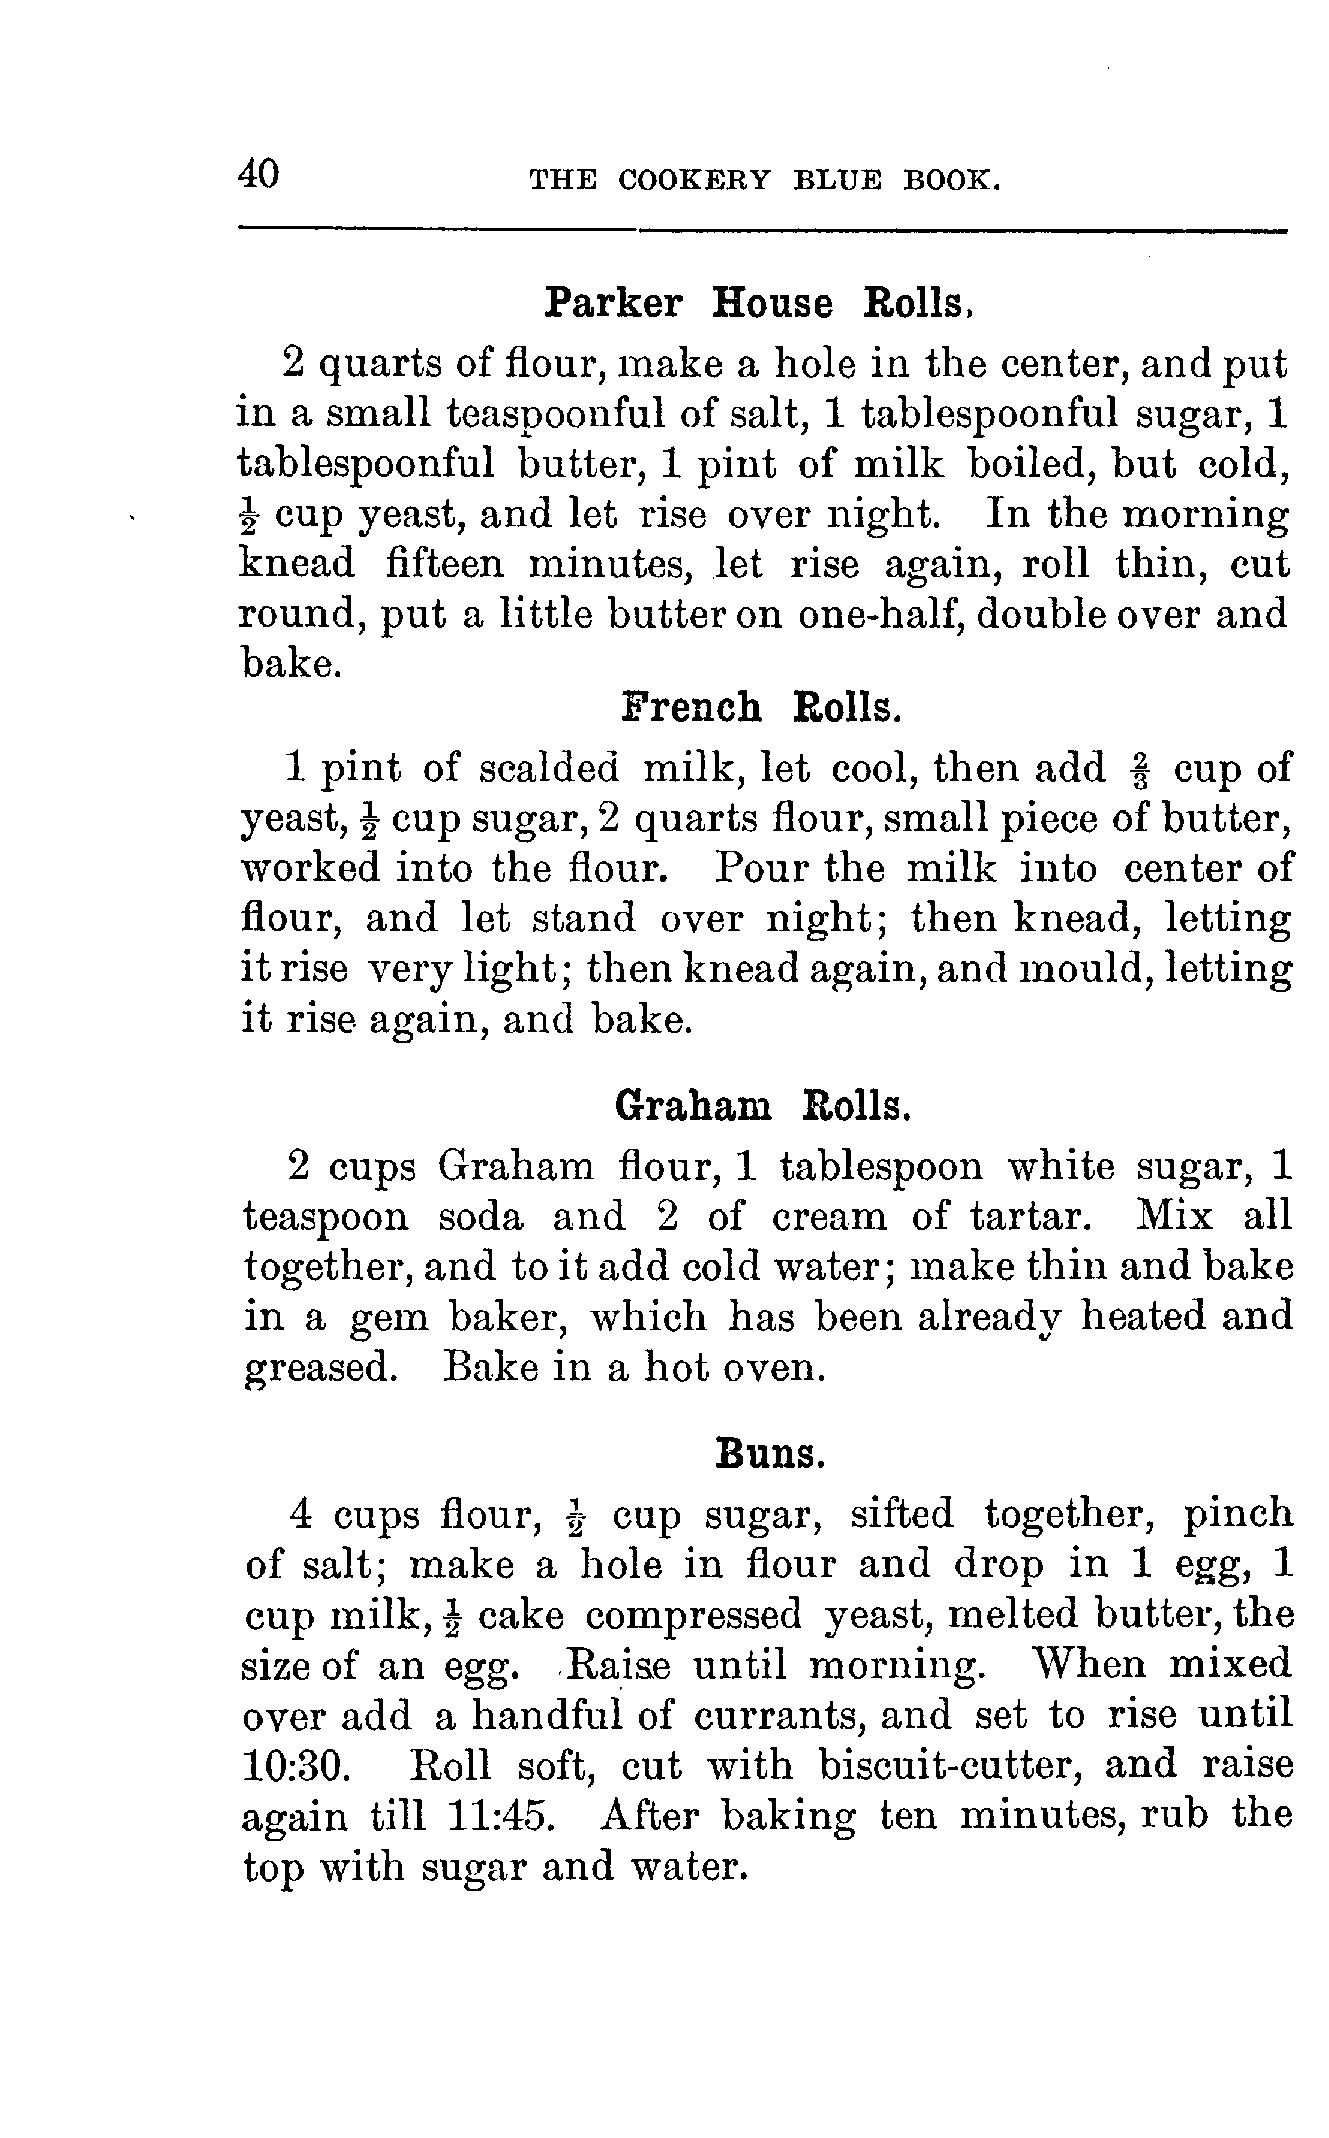 40 THE COOKERY BLUE BOOK.
Parker House Rolls.
2 quarts of flour, make a hole in the center, and put
in a small teaspoonful of salt, 1 tablespoonful sugar, 1
tablespoonful butter, 1 pint of milk boiled, but cold,
½ cup yeast, and let rise over night. In the morning
knead fifteen minutes, let rise again, roll thin, cut
round, put a little butter on one-half, double over and
bake.
French Rolls.
1 pint of scalded milk, let cool, then add ⅔ cup of
yeast, ½ cup sugar, 2 quarts flour, small piece of butter,
worked into the flour. Pour the milk into center of
flour, and let stand over night; then knead, letting
it rise very light; then knead again, and mould, letting
it rise again, and bake.
Graham Rolls.
2 cups Graham flour, 1 tablespoon white sugar, 1
teaspoon soda and 2 of cream of tartar. Mix all
together, and to it add cold water; make thin and bake
in a gem baker, which has been already heated and
greased. Bake in a hot oven.
Buns.
4 cups flour, ½ cup sugar, sifted together, pinch
of salt; make a hole in flour and drop in 1 egg, 1
cup milk, ½ cake compressed yeast, melted butter, the
size of an egg. Raise until morning. When mixed
over add a handful of currants, and set to rise until
10:30. Roll soft, cut with biscuit-cutter, and raise
again till 11:45. After baking ten minutes, rub the
top with sugar and water.